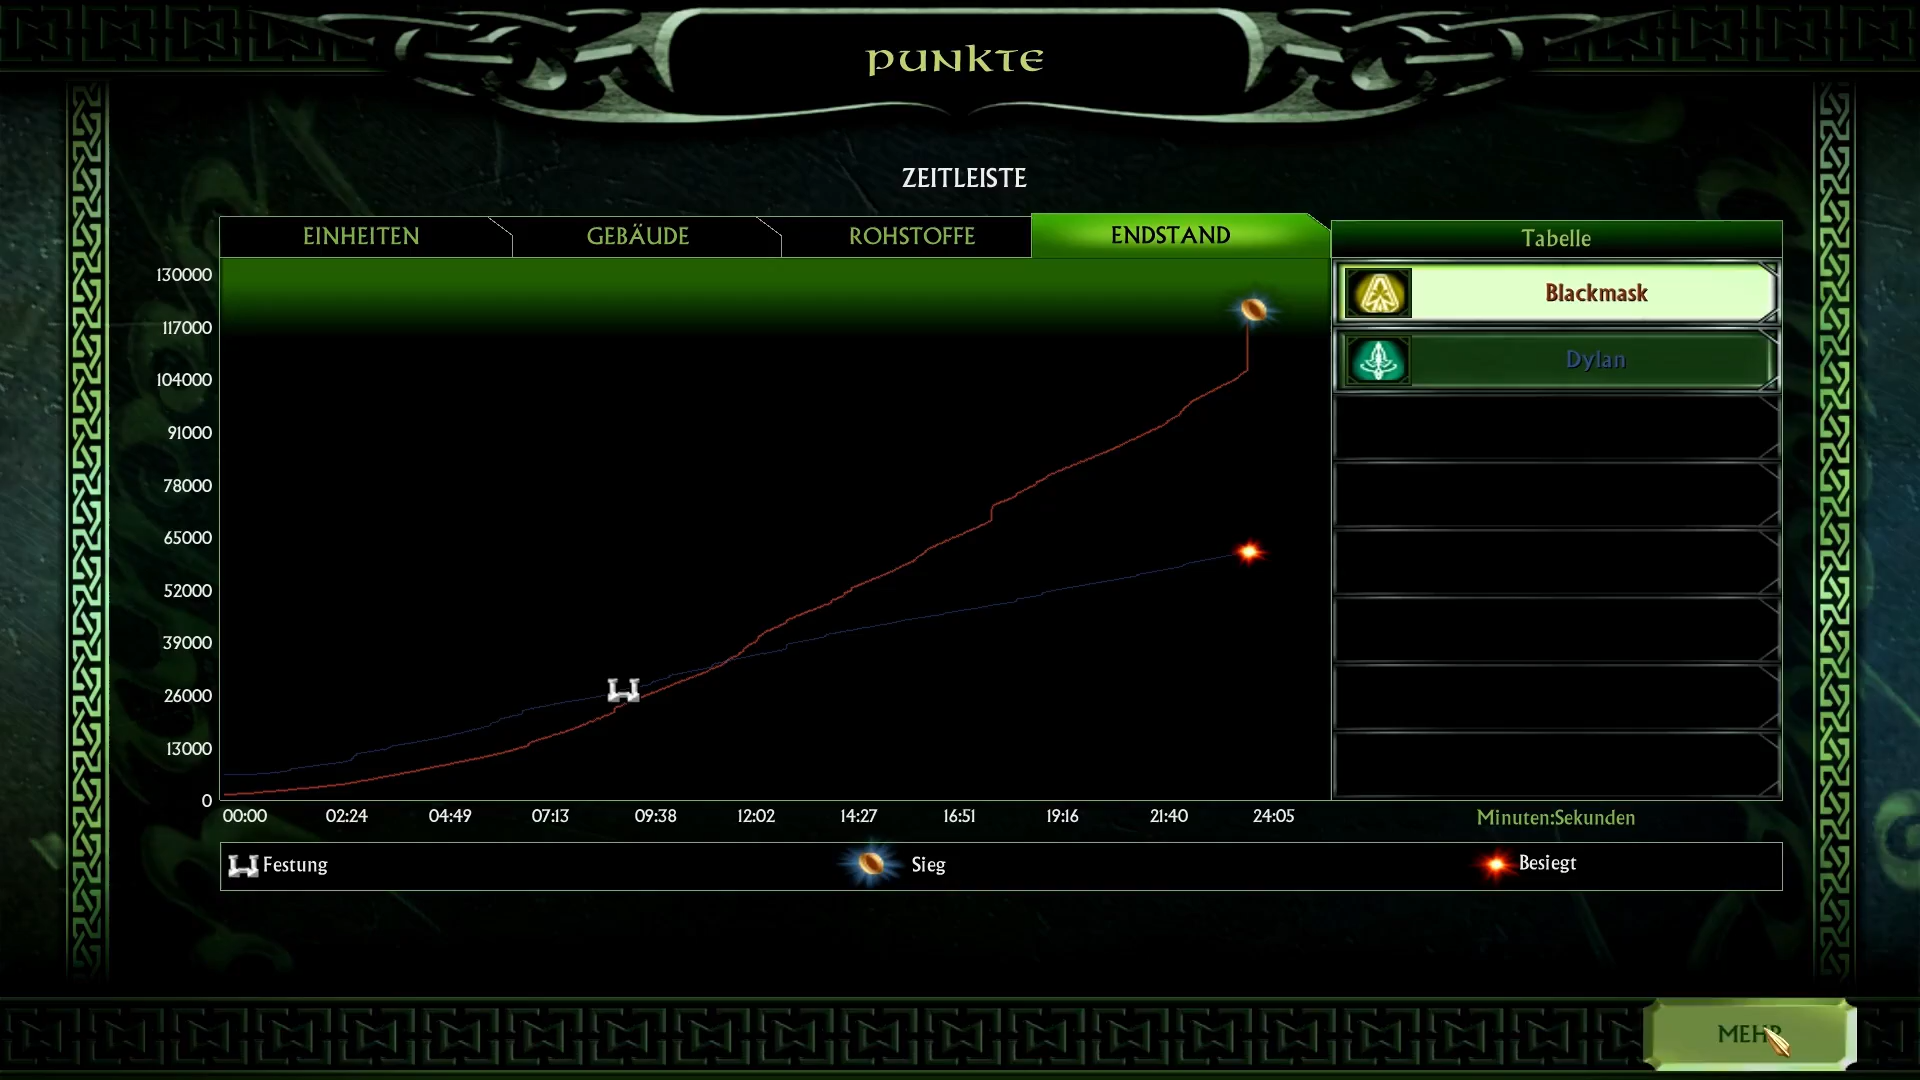 PUNKTE
ZEITLEISTE
EINHEITEN GEBÄUDE ROHSTOFFE ENDSTAND Tabelle
130000
117000
104000
91000
78000
65000
52000
39000
26000
13000
0
Blackmask
Dylan
00:00 02:24 04:49 07:13 09:38 12:02 14:27 16:51 19:16 21:40 24:05 Minuten:Sekunden
Festung Sieg Besiegt
MEHR